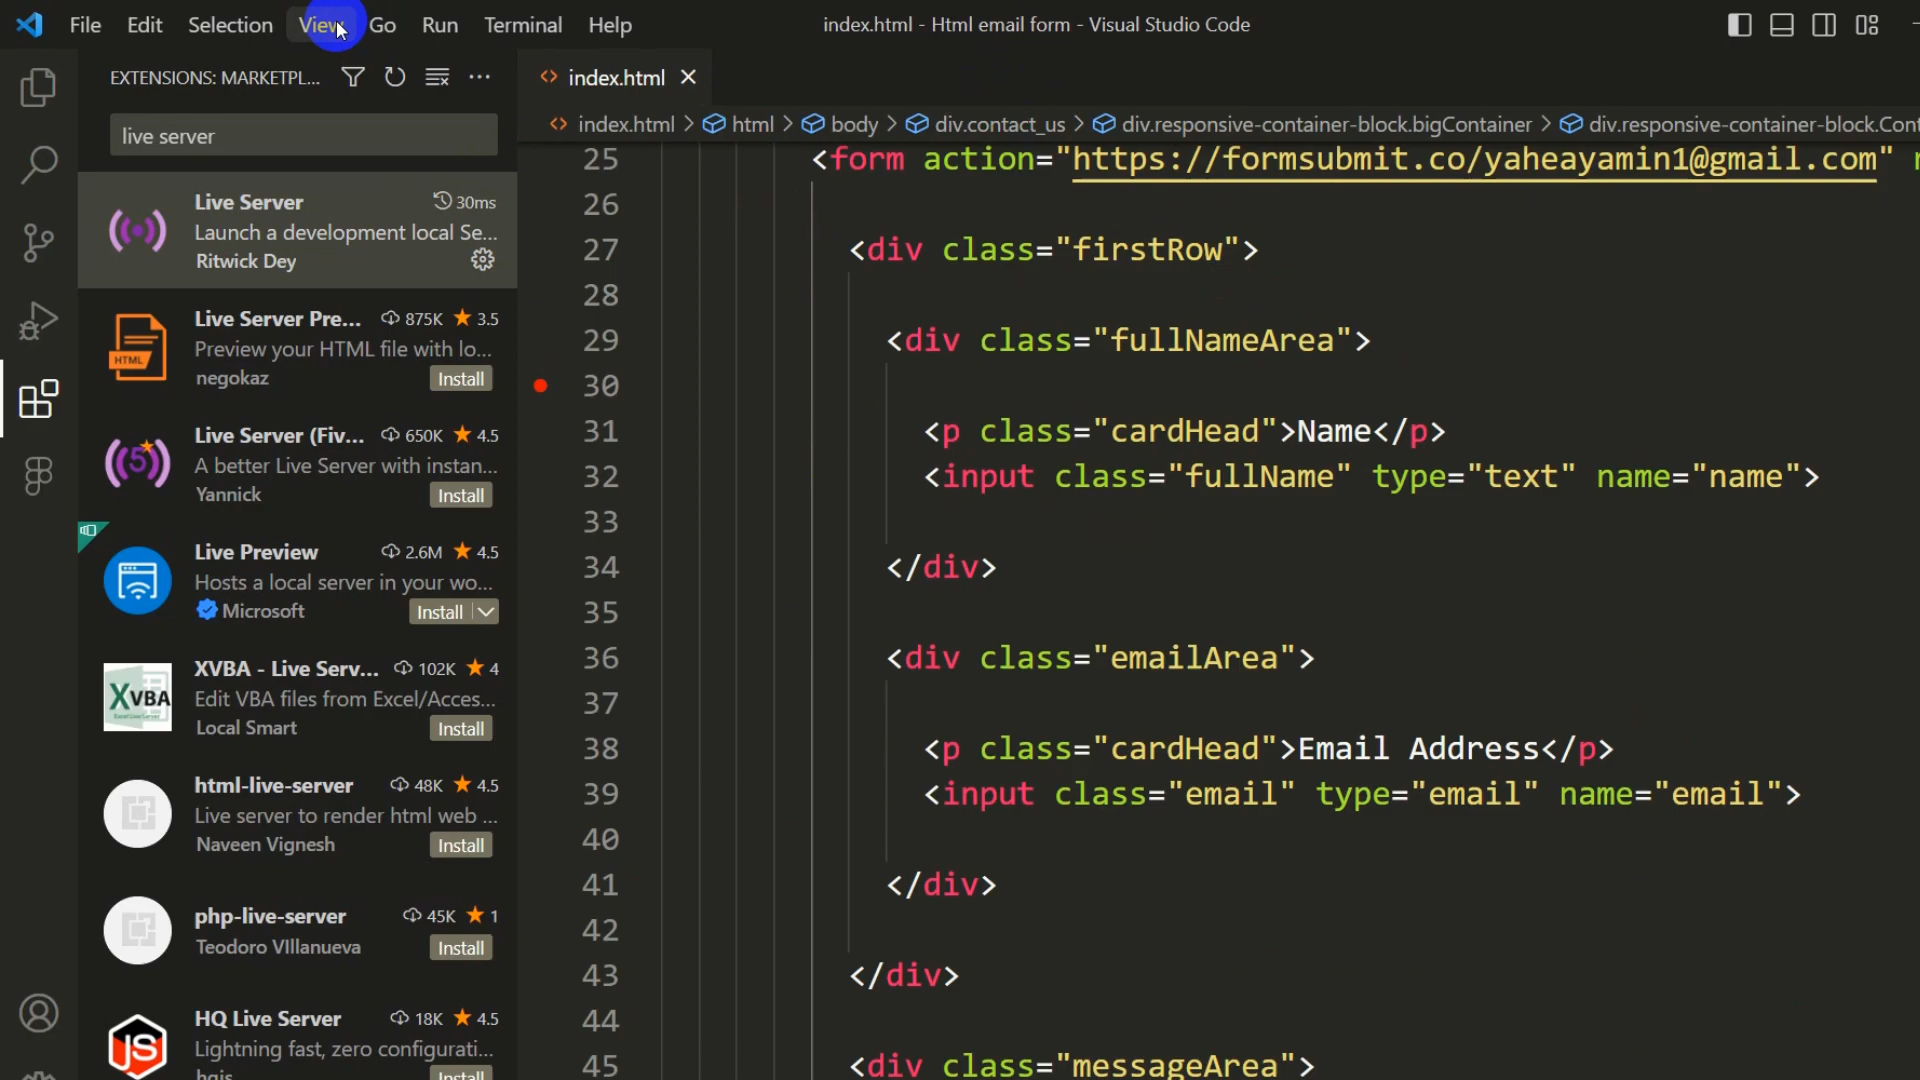 File Edit Selection View Go Run Terminal Help
index.html - Html email form - Visual Studio Code
EXTENSIONS: MARKETPL...
live server
Live Server 30ms
Launch a development local Se...
Ritwick Dey
Live Server Pre... 875K 3.5
Preview your HTML file with lo...
negokaz Install
HTML
Live Server (Fiv... 650K 4.5
A better Live Server with instan...
Yannick Install
5
Live Preview 2.6M 4.5
Hosts a local server in your wo...
Microsoft Install
XVBA - Live Serv... 102K 4
Edit VBA files from Excel/Acces...
Local Smart Install
XVBA
html-live-server 48K 4.5
Live server to render html web ...
Naveen Vignesh Install
php-live-server 45K 1
Teodoro VIllanueva Install
HQ Live Server 18K 4.5
Lightning fast, zero configurati...
hqjs Install
JS
index.html
index.html > html > body > div.contact_us > div.responsive-container-block.bigContainer > div.responsive-container-block.Cont
25 <form action="https://formsubmit.co/yaheayamin1@gmail.com"
26
27 <div class="firstRow">
28
29 <div class="fullNameArea">
30
31 <p class="cardHead">Name</p>
32 <input class="fullName" type="text" name="name">
33
34 </div>
35
36 <div class="emailArea">
37
38 <p class="cardHead">Email Address</p>
39 <input class="email" type="email" name="email">
40
41 </div>
42
43 </div>
44
45 <div class="messageArea">